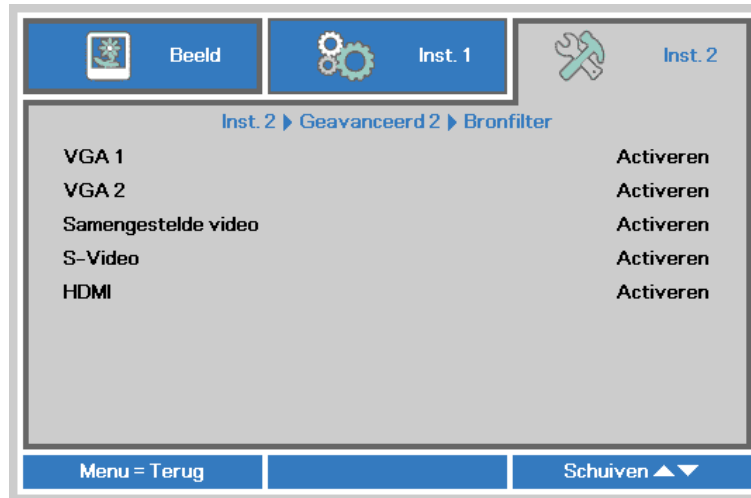 Beeld
Inst. 1
Inst. 2
Inst. 2 ▶ Geavanceerd 2 ▶ Bronfilter
VGA 1 Activeren
VGA 2 Activeren
Samengestelde video Activeren
S-Video Activeren
HDMI Activeren
Menu = Terug
Schuiven ▲▼